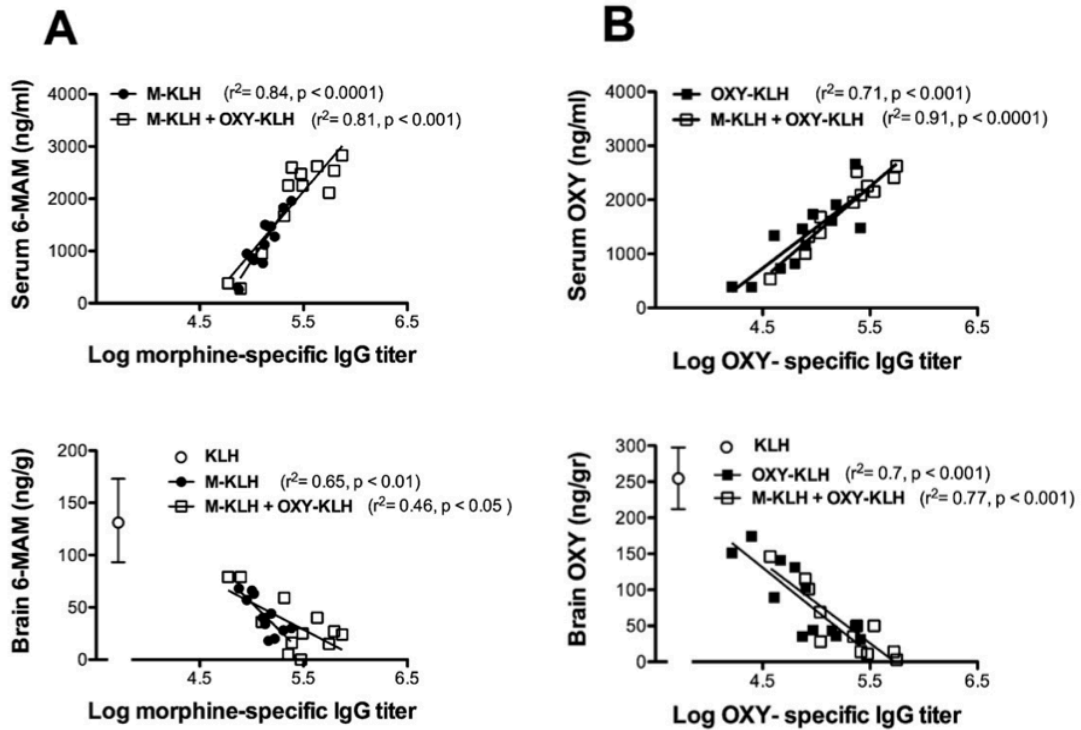 A
M-KLH (r²= 0.84, p < 0.0001)
M-KLH + OXY-KLH (r²= 0.81, p < 0.001)
Serum 6-MAM (ng/ml)
4000
3000
2000
1000
0
4.5 5.5 6.5
Log morphine-specific IgG titer
B
OXY-KLH (r²= 0.71, p < 0.001)
M-KLH + OXY-KLH (r²= 0.91, p < 0.0001)
Serum OXY (ng/ml)
4000
3000
2000
1000
0
4.5 5.5 6.5
Log OXY- specific IgG titer
KLH
M-KLH (r²= 0.65, p < 0.01)
M-KLH + OXY-KLH (r²= 0.46, p < 0.05 )
Brain 6-MAM (ng/g)
200
150
100
50
0
4.5 5.5 6.5
Log morphine-specific IgG titer
KLH
OXY-KLH (r²= 0.7, p < 0.001)
M-KLH + OXY-KLH (r²= 0.77, p < 0.001)
Brain OXY (ng/gr)
300
250
200
150
100
50
0
4.5 5.5 6.5
Log OXY- specific IgG titer